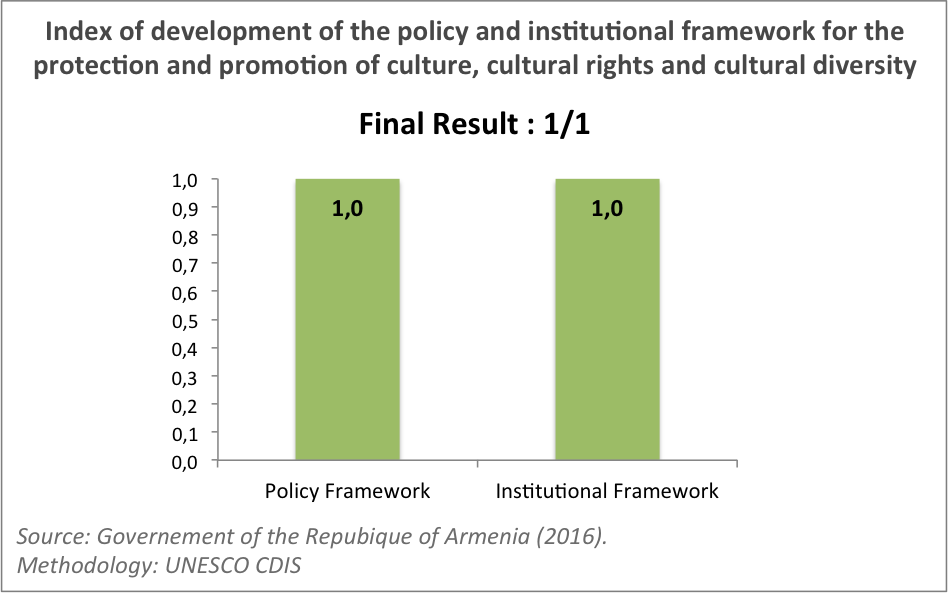 Index of development of the policy and institutional framework for the
protection and promotion of culture, cultural rights and cultural diversity
Final Result : 1/1
1,0
0,9
0,8
0,7
0,6
0,5
0,4
0,3
0,2
0,1
0,0
1,0
1,0
Policy Framework
Institutional Framework
Source: Governement of the Repubique of Armenia (2016).
Methodology: UNESCO CDIS